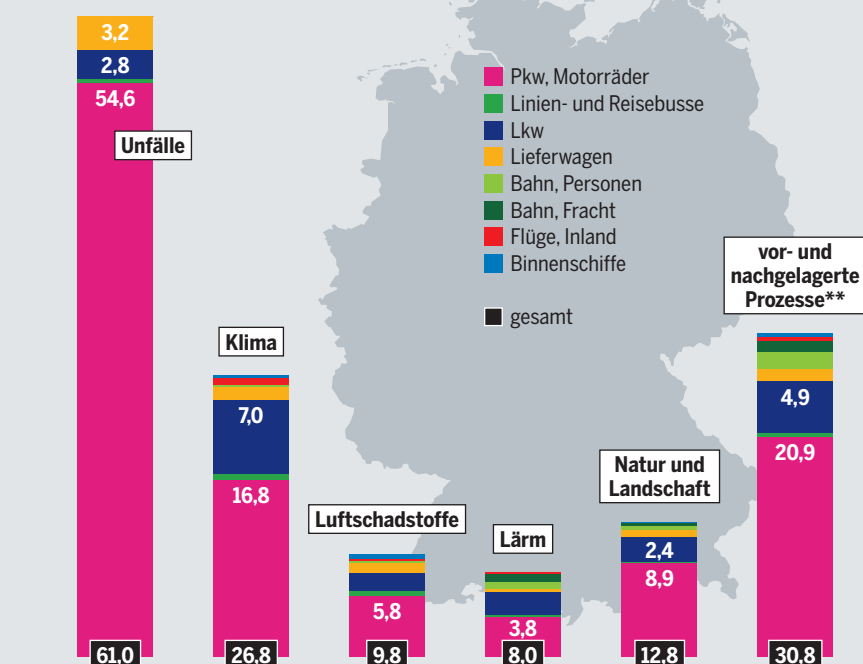 3,2
2,8
54,6
Unfälle
61,0
Pkw, Motorräder
Linien- und Reisebusse
Lkw
Lieferwagen
Bahn, Personen
Bahn, Fracht
Flüge, Inland
Binnenschiffe
gesamt
Klima
7,0
16,8
26,8
Luftschadstoffe
5,8
9,8
Lärm
3,8
8,0
Natur und
Landschaft
2,4
8,9
12,8
vor- und
nachgelagerte
Prozesse**
4,9
20,9
30,8